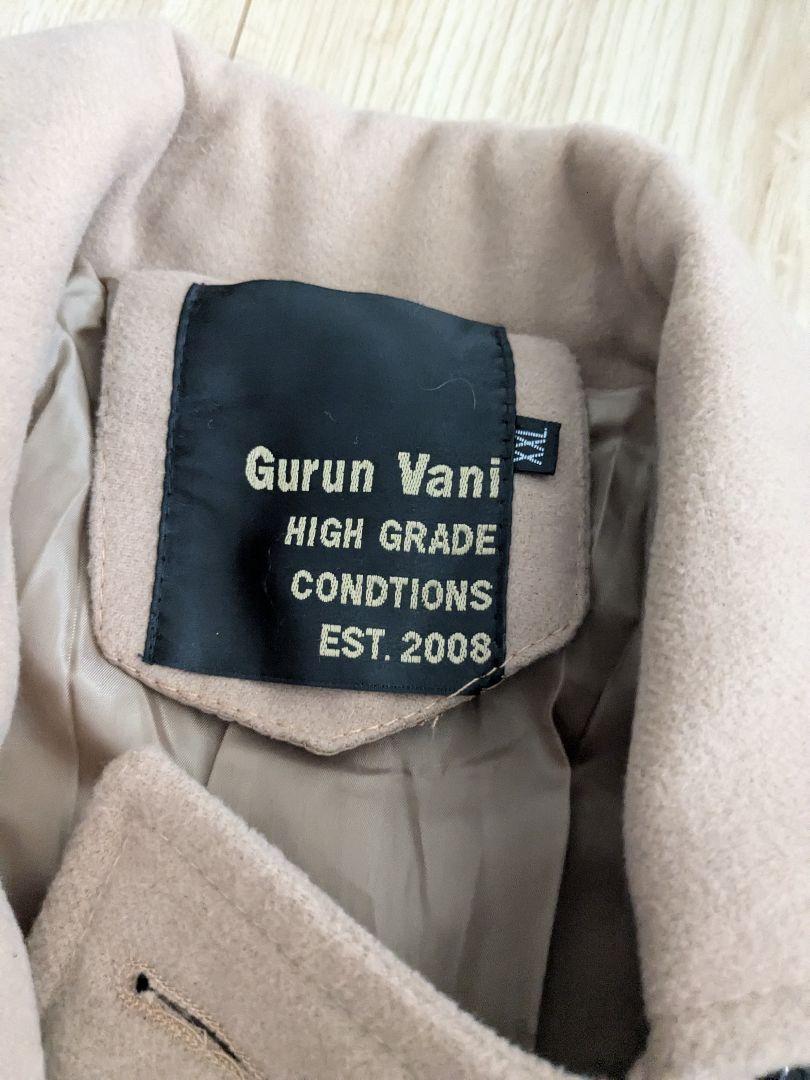 Gurun Vani
HIGH GRADE
CONDTIONS
EST. 2008
XXL